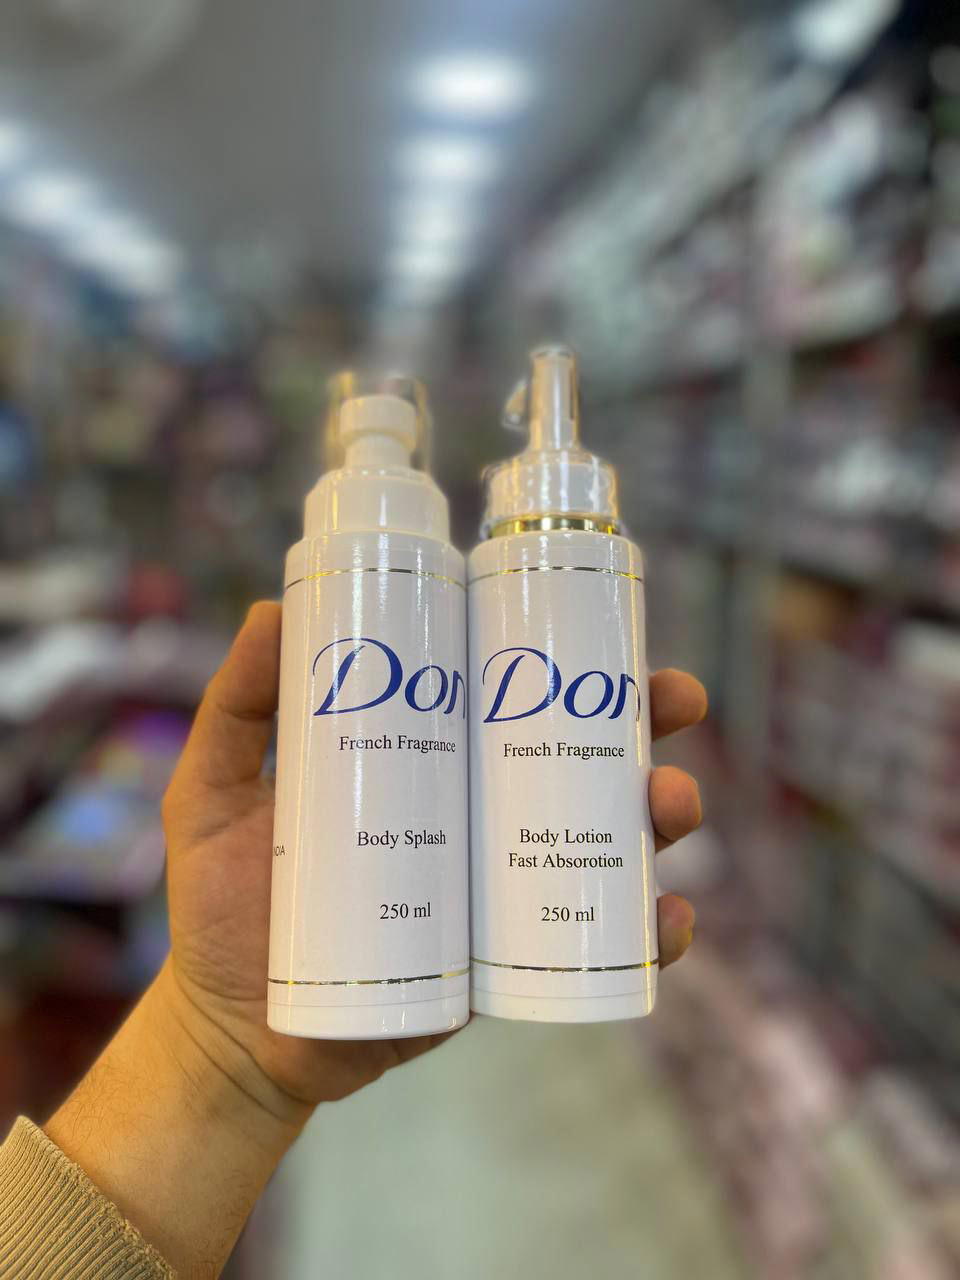 Don
French Fragrance
Body Splash
250 ml
Don
French Fragrance
Body Lotion
Fast Absorotion
250 ml